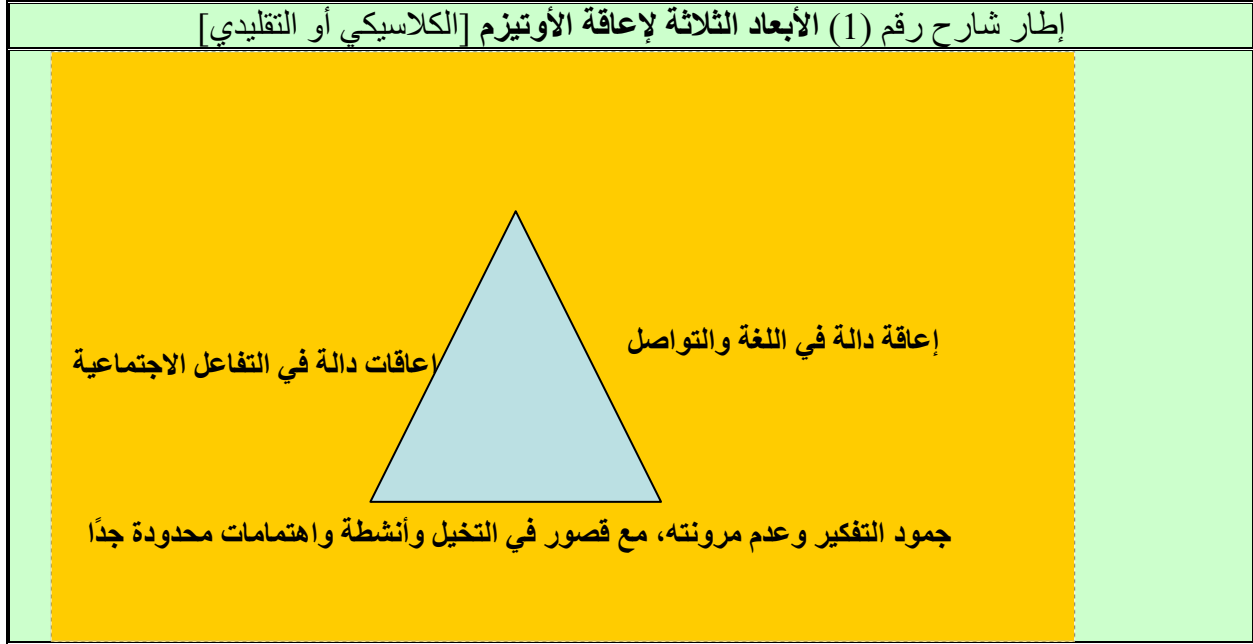 إطار شارح رقم (1) الأبعاد الثلاثة لإعاقة الأوتيزم [الكلاسيكي أو التقليدي]
إعاقة دالة في اللغة والتواصل
إعاقات دالة في التفاعل الاجتماعية
جمود التفكير وعدم مرونته، مع قصور في التخيل وأنشطة واهتمامات محدودة جدًا